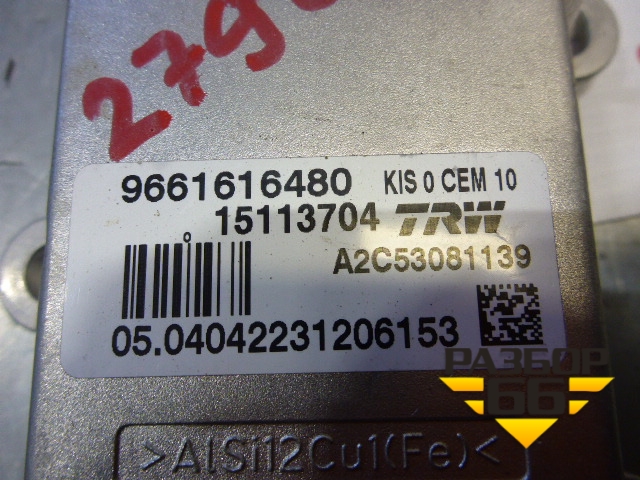 9661616480 KIS 0 CEM 10
15113704 TRW
A2C53081139
05.04042231206153
РАЗБОР
66
>AlSi12Cu1(Fe)<